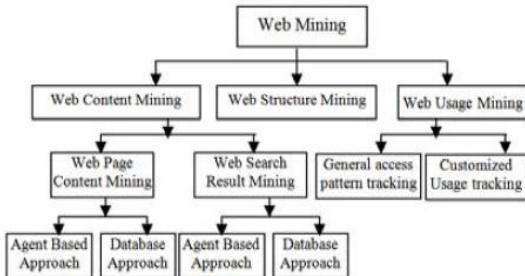 Web Mining
Web Content Mining
Web Structure Mining
Web Usage Mining
Web Page
Content Mining
Web Search
Result Mining
General access
pattern tracking
Customized
Usage tracking
Agent Based
Approach
Database
Approach
Agent Based
Approach
Database
Approach